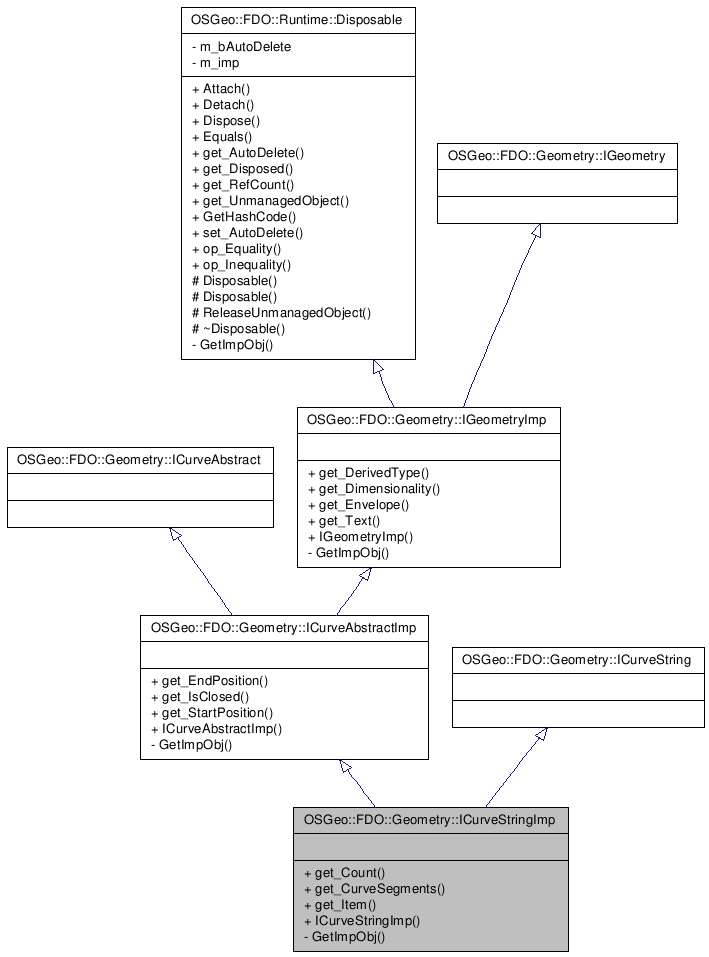 OSGeo::FDO::Runtime::Disposable
- m_bAutoDelete
- m_imp
+ Attach()
+ Detach()
+ Dispose()
+ Equals()
+ get_AutoDelete()
+ get_Disposed()
+ get_RefCount()
+ get_UnmanagedObject()
+ GetHashCode()
+ set_AutoDelete()
+ op_Equality()
+ op_Inequality()
# Disposable()
# Disposable()
# ReleaseUnmanagedObject()
# ~Disposable()
- GetImpObj()
OSGeo::FDO::Geometry::IGeometry
OSGeo::FDO::Geometry::IGeometryImp
+ get_DerivedType()
+ get_Dimensionality()
+ get_Envelope()
+ get_Text()
+ IGeometryImp()
- GetImpObj()
OSGeo::FDO::Geometry::ICurveAbstract
OSGeo::FDO::Geometry::ICurveAbstractImp
+ get_EndPosition()
+ get_IsClosed()
+ get_StartPosition()
+ ICurveAbstractImp()
- GetImpObj()
OSGeo::FDO::Geometry::ICurveString
OSGeo::FDO::Geometry::ICurveStringImp
+ get_Count()
+ get_CurveSegments()
+ get_Item()
+ ICurveStringImp()
- GetImpObj()